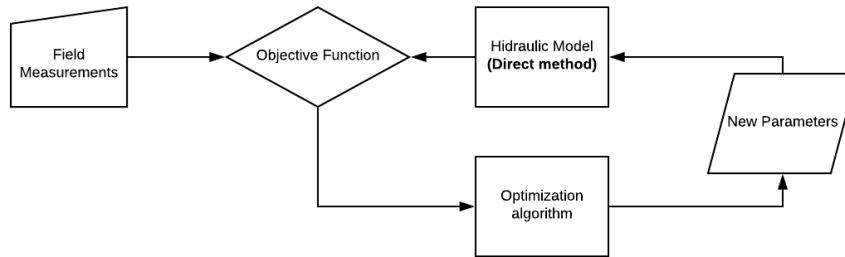 Field
Measurements
Objective Function
Hidraulic Model
(Direct method)
New Parameters
Optimization
algorithm